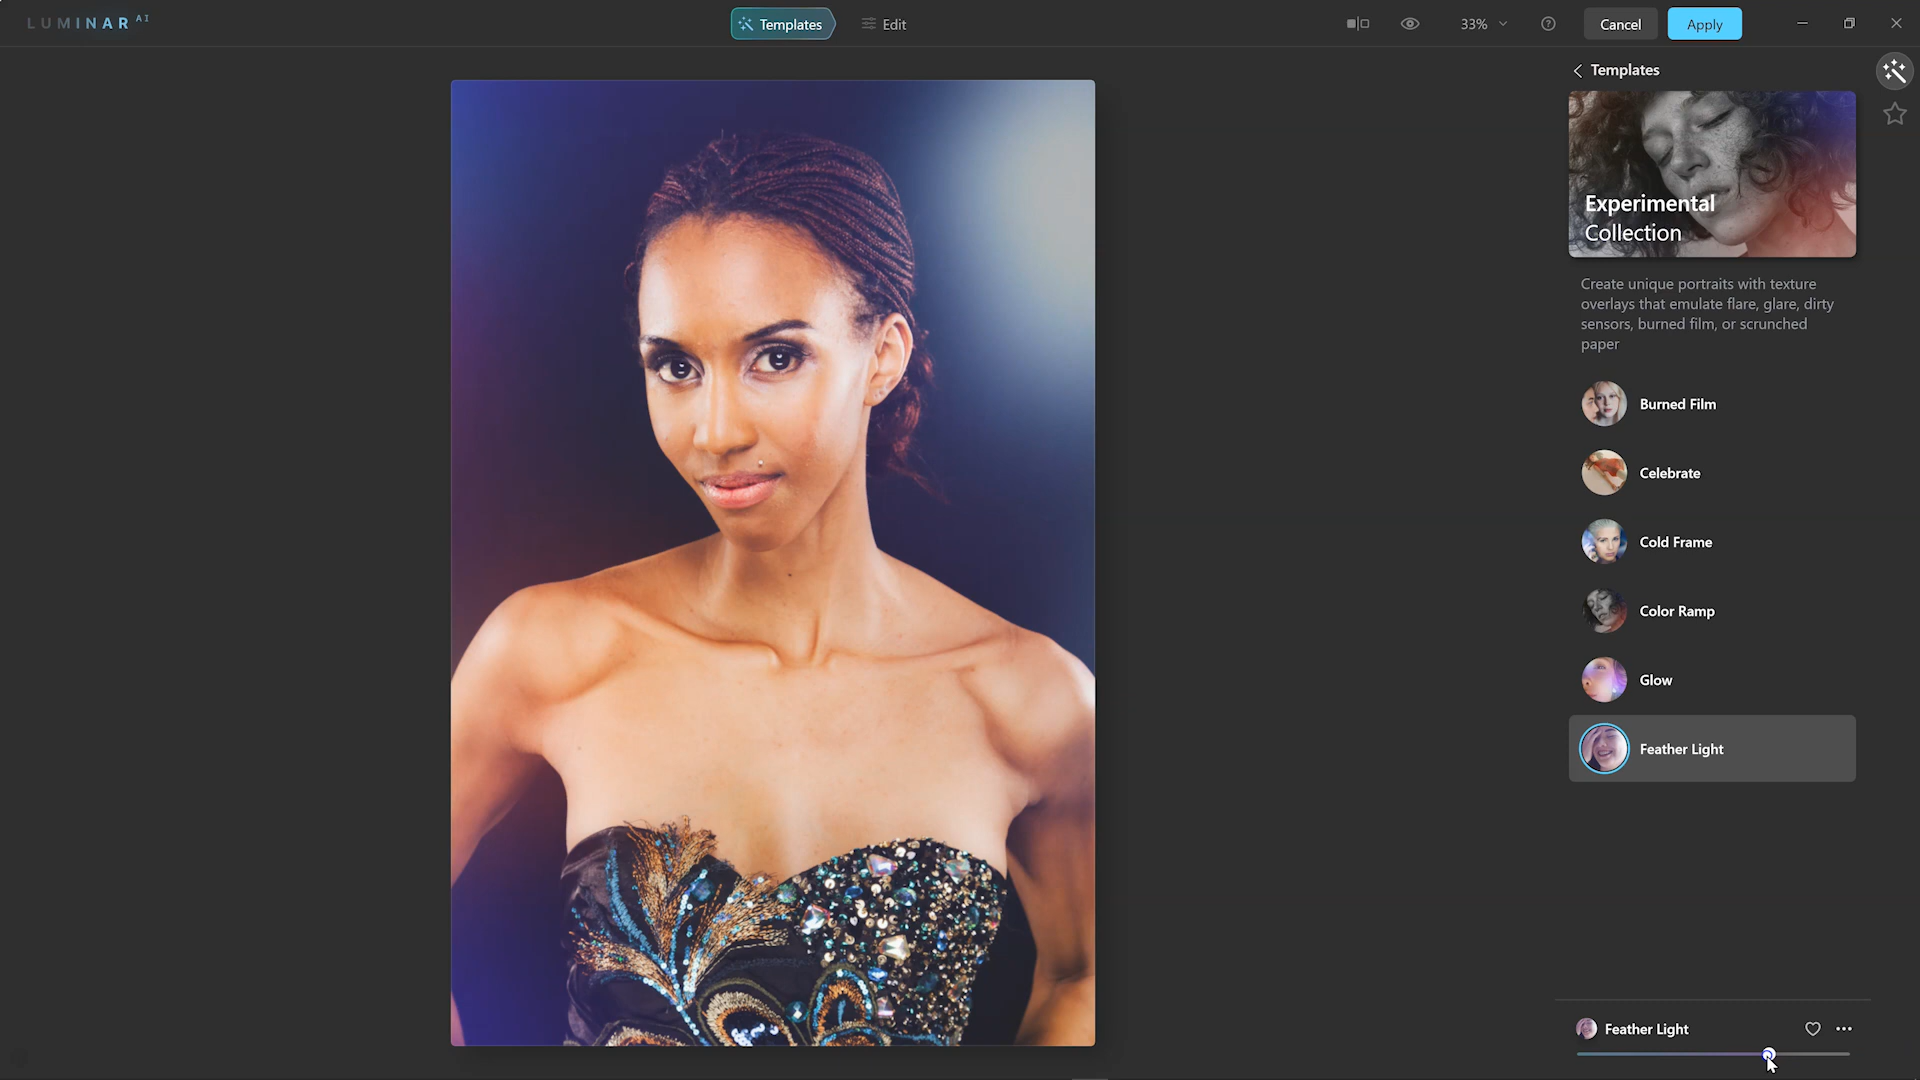 LUMINAR AI
Templates
Edit
33%
Cancel
Apply
Templates
Experimental
Collection
Create unique portraits with texture
overlays that emulate flare, glare, dirty
sensors, burned film, or scrunched
paper
Burned Film
Celebrate
Cold Frame
Color Ramp
Glow
Feather Light
Feather Light